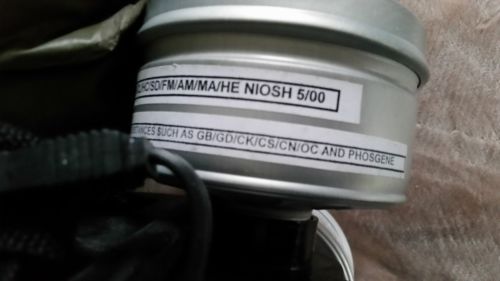 /HC/SD/FM/AM/MA/HE NIOSH 5/00
TANCES SUCH AS GB/GD/CK/CS/CN/OC AND PHOSGENE